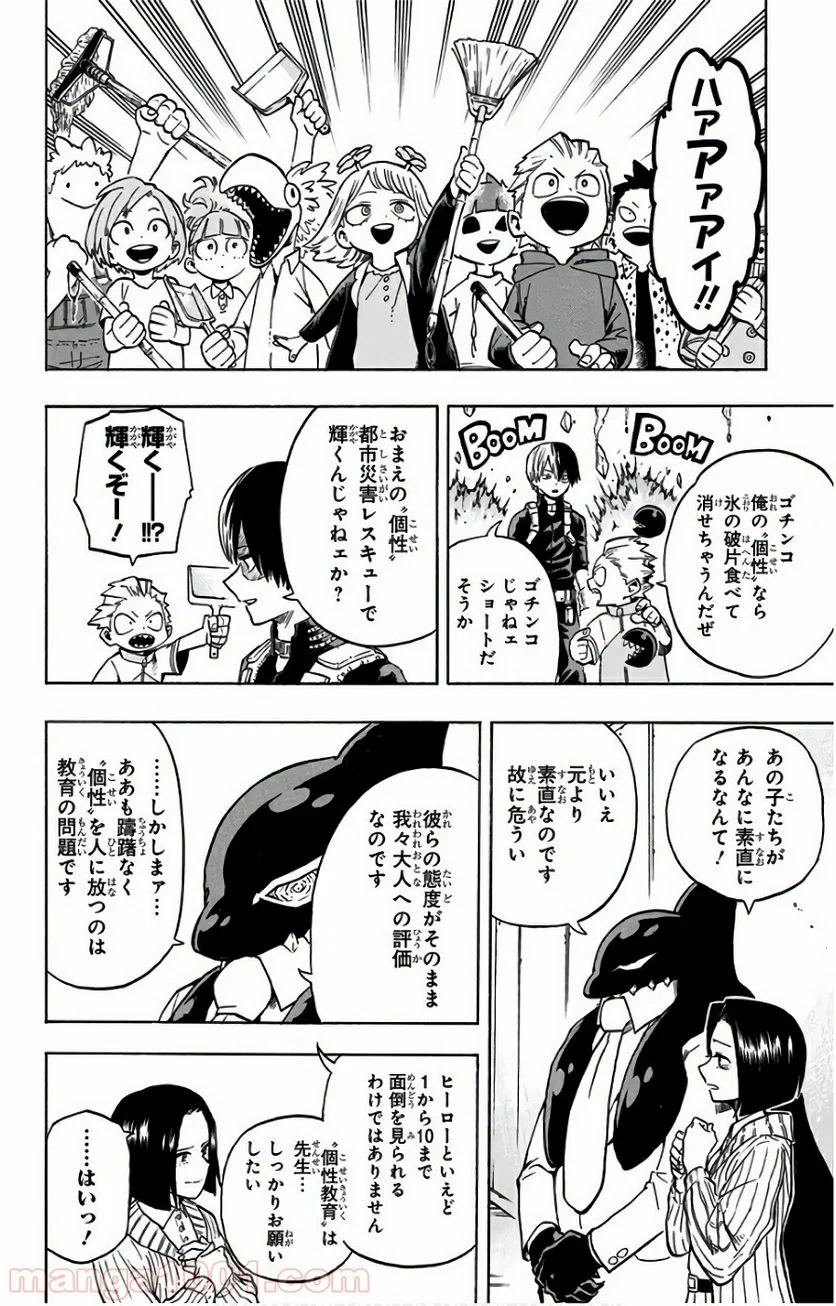 ハァアァアイ!!
ゴチンコ
俺の〝個性〟なら
氷の破片食べて
消せちゃうんだぜ
BOOM
BOOM
ゴチンコ
じゃねェ
ショートだ
そうか
おまえの〝個性〟
都市災害レスキューで
輝くんじゃねェか?
輝くーー!!?
輝くぞー!
あの子たちが
あんなに素直に
なるなんて!
いいえ
元より
素直なのです
故に危うい
彼らの態度がそのまま
我々大人への評価
なのです
……しかしまァ…
ああも躊躇なく
〝個性〟を人に放つのは
教育の問題です
ヒーローといえど
1から10まで
面倒を見られる
わけではありません
〝個性教育〟は
先生…
しっかりお願い
したい
……はいっ!